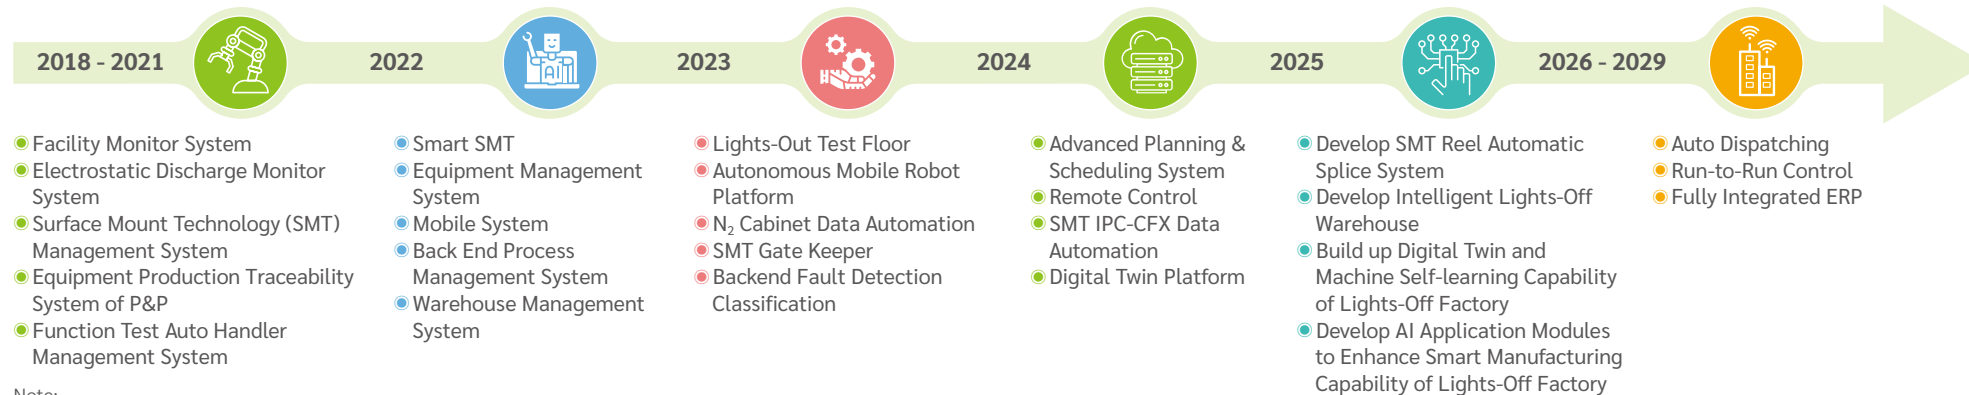 2018 - 2021
2022
2023
2024
2025
2026 - 2029
Facility Monitor System
Electrostatic Discharge Monitor
System
Surface Mount Technology (SMT)
Management System
Equipment Production Traceability
System of P&P
Function Test Auto Handler
Management System
Smart SMT
Equipment Management
System
Mobile System
Back End Process
Management System
Warehouse Management
System
Lights-Out Test Floor
Autonomous Mobile Robot
Platform
N₂ Cabinet Data Automation
SMT Gate Keeper
Backend Fault Detection
Classification
Advanced Planning &
Scheduling System
Remote Control
SMT IPC-CFX Data
Automation
Digital Twin Platform
Develop SMT Reel Automatic
Splice System
Develop Intelligent Lights-Off
Warehouse
Build up Digital Twin and
Machine Self-learning Capability
of Lights-Off Factory
Develop AI Application Modules
to Enhance Smart Manufacturing
Capability of Lights-Off Factory
Auto Dispatching
Run-to-Run Control
Fully Integrated ERP
Note: